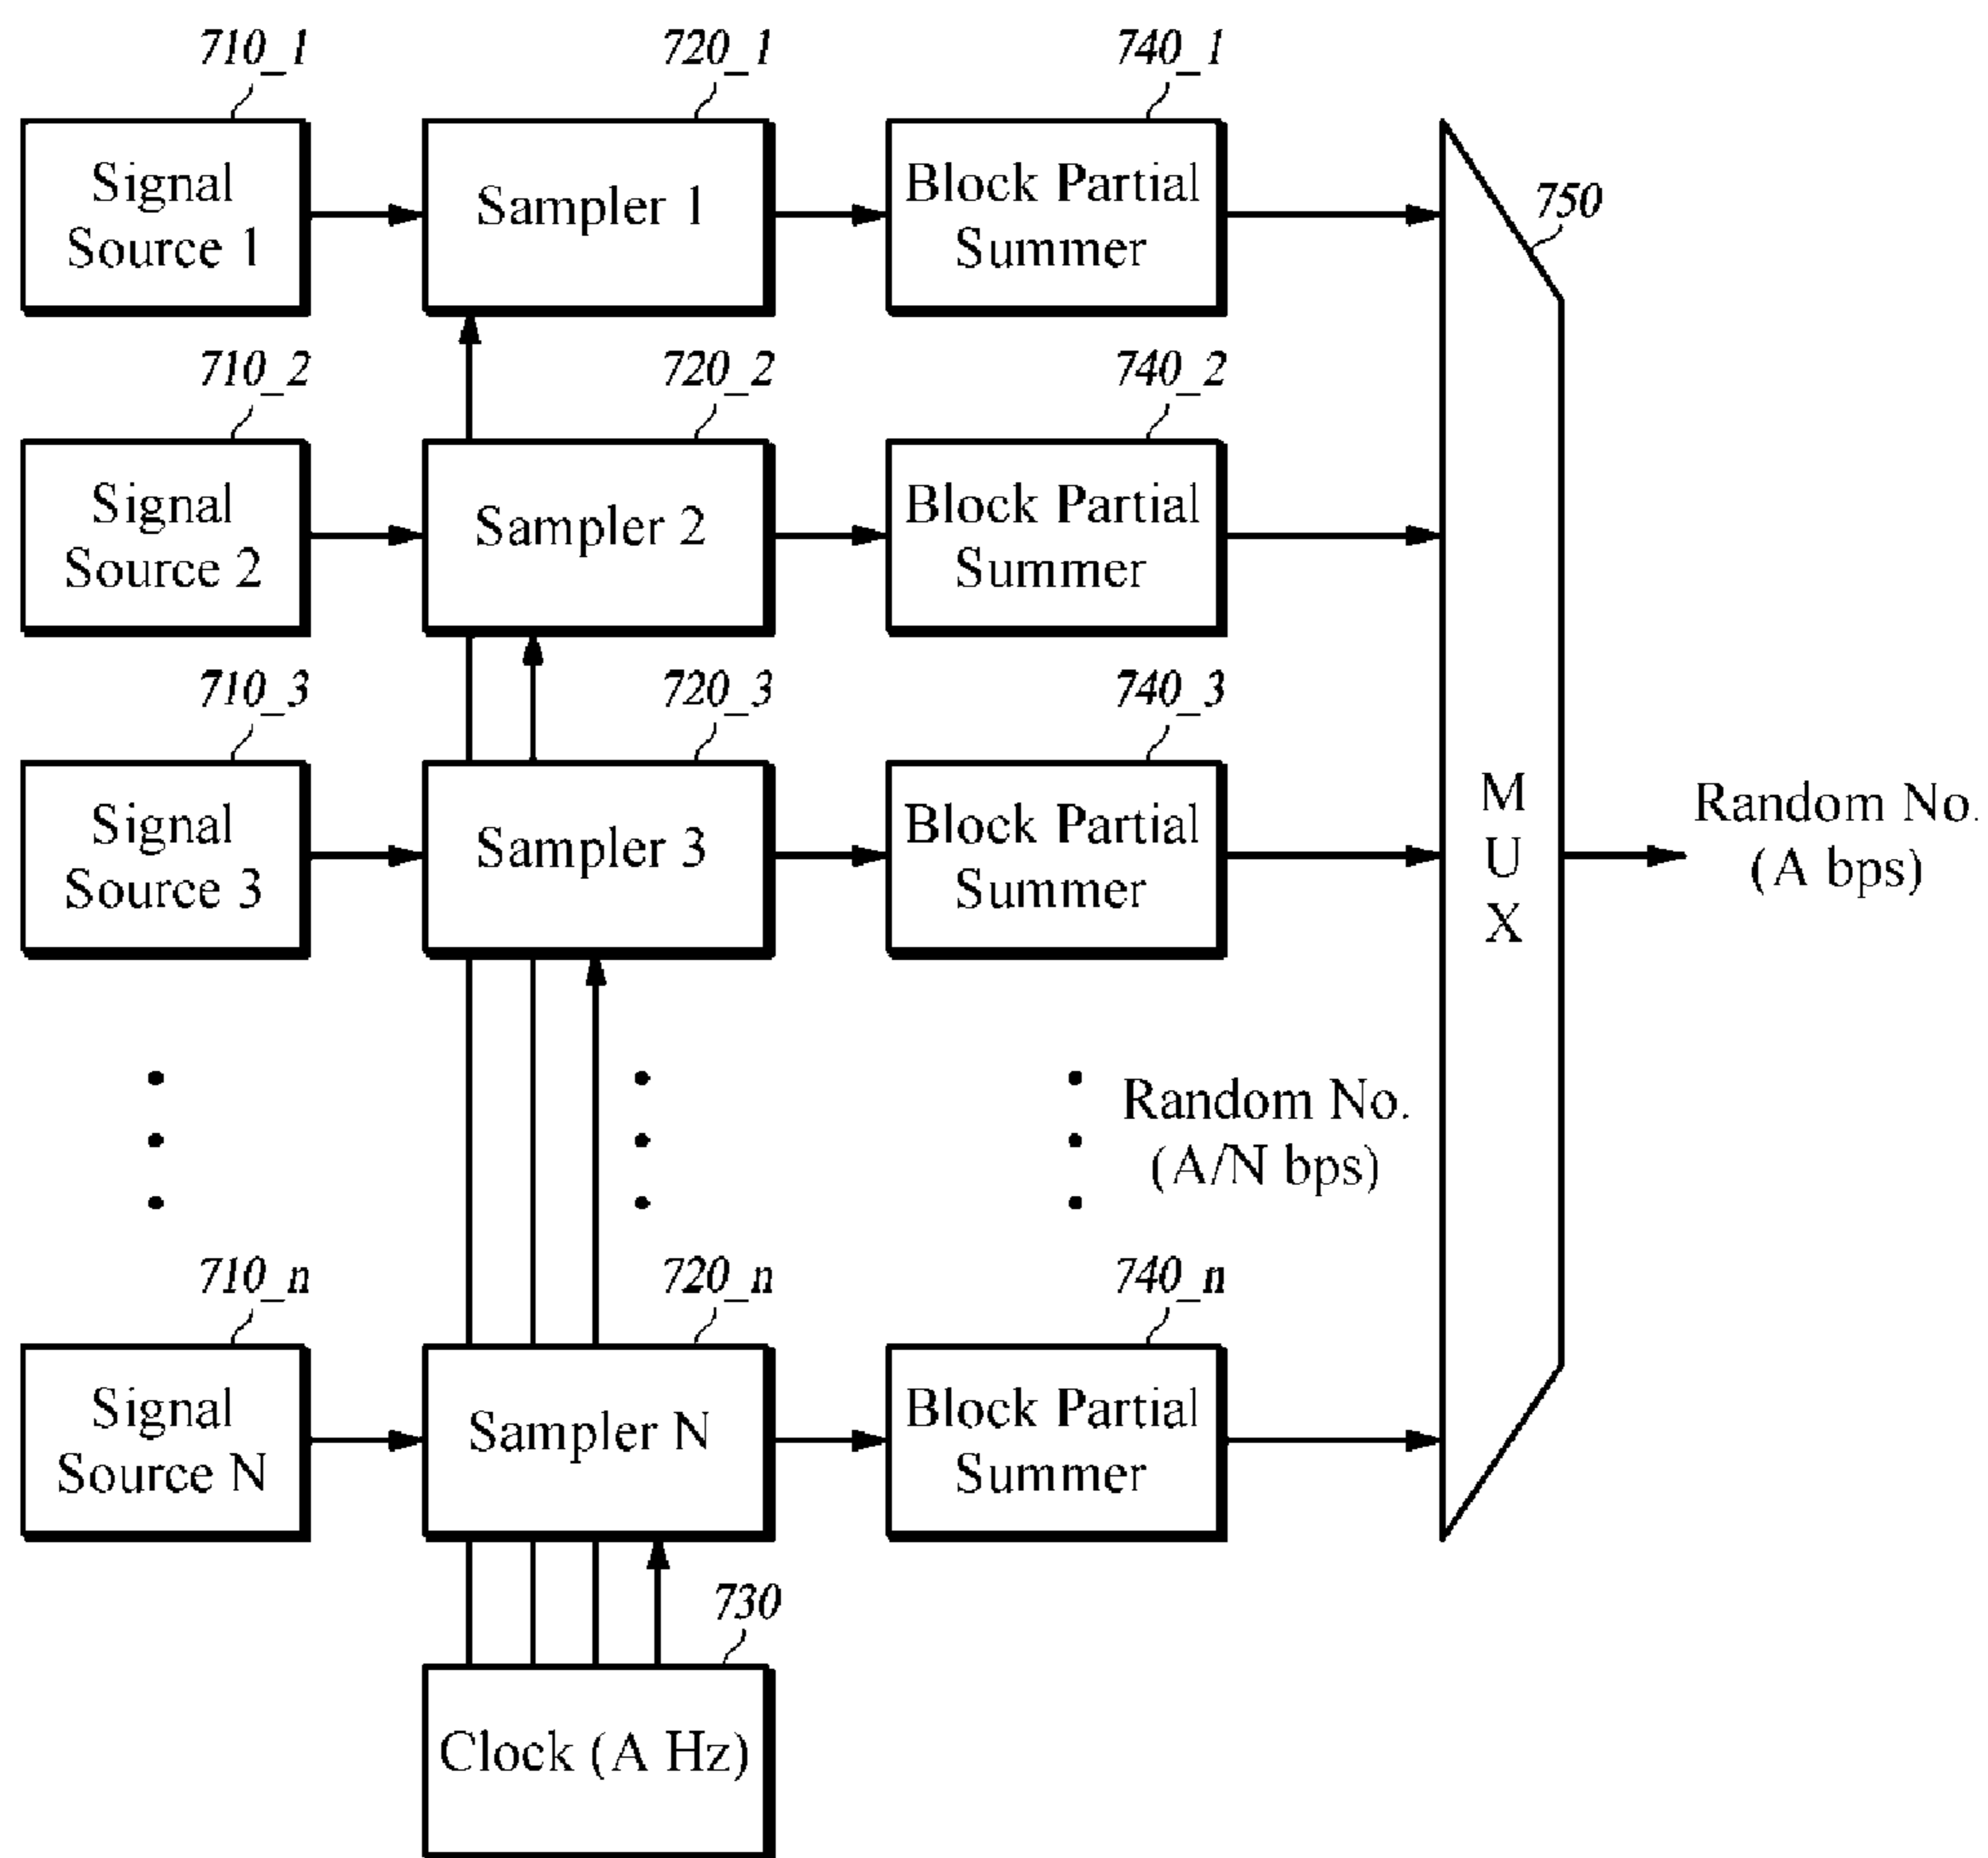 710_1
720_1
740_1
Signal
Source 1
Sampler 1
Block Partial
Summer
750
710_2
720_2
740_2
Signal
Source 2
Sampler 2
Block Partial
Summer
710_3
720_3
740_3
Signal
Source 3
Sampler 3
Block Partial
Summer
M
U
X
Random No.
(A bps)
Random No.
(A/N bps)
710_n
720_n
740_n
Signal
Source N
Sampler N
Block Partial
Summer
730
Clock (A Hz)